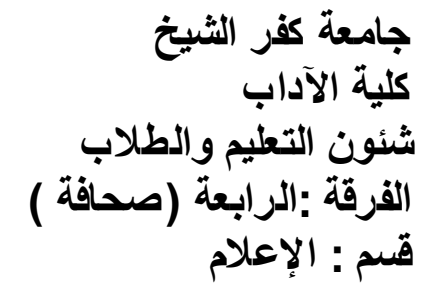 جامعة كفر الشيخ
كلية الآداب
شئون التعليم والطلاب
الفرقة :الرابعة (صحافة )
قسم : الإعلام